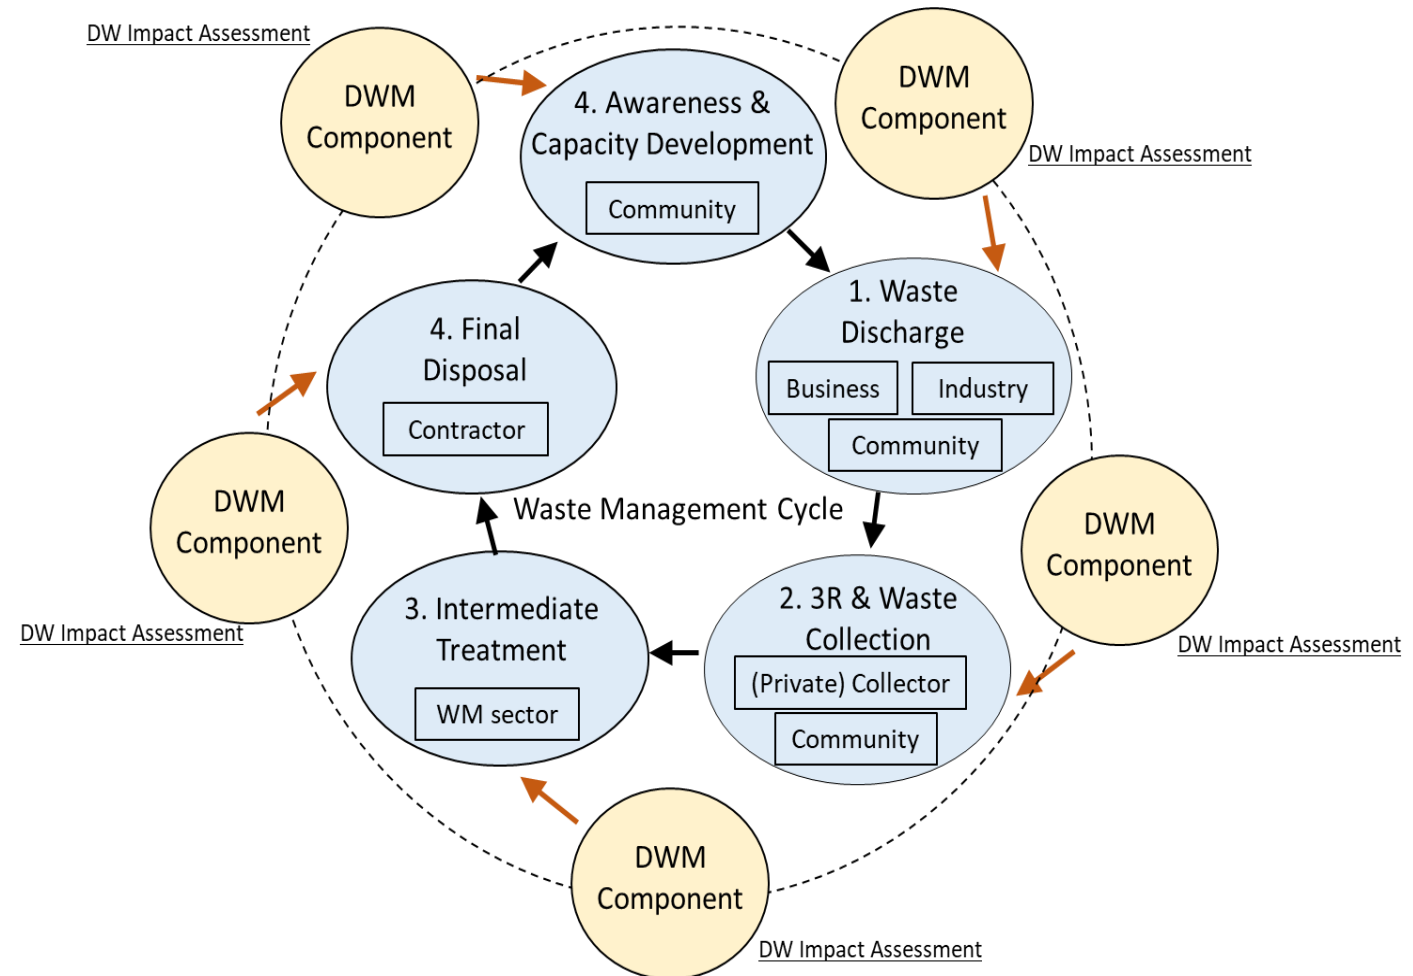 DW Impact Assessment
DWM
Component
DWM
Component
DW Impact Assessment
4. Awareness &
Capacity Development
Community
1. Waste
Discharge
Business
Industry
Community
4. Final
Disposal
Contractor
Waste Management Cycle
DWM
Component
DW Impact Assessment
DWM
Component
DW Impact Assessment
3. Intermediate
Treatment
WM sector
2. 3R & Waste
Collection
(Private) Collector
Community
DWM
Component
DW Impact Assessment